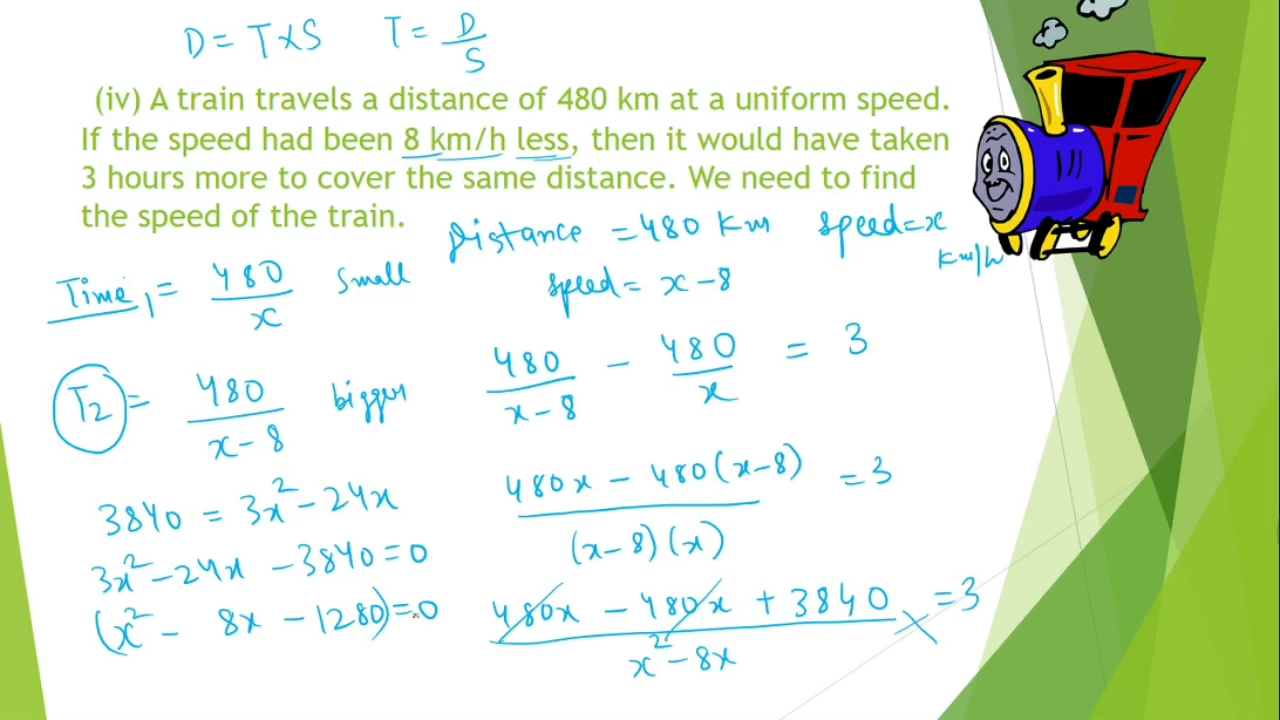 D = T×S   T = D/S
(iv) A train travels a distance of 480 km at a uniform speed.
If the speed had been 8 km/h less, then it would have taken
3 hours more to cover the same distance. We need to find
the speed of the train.
Distance = 480 Km   speed = x Km/h
Time₁ = 480/x small   speed = x - 8
T₂ = 480/(x-8) bigger   480/(x-8) - 480/x = 3
3840 = 3x² - 24x   (480x - 480(x-8))/((x-8)(x)) = 3
3x² - 24x - 3840 = 0
(x² - 8x - 1280) = 0   (480x - 480x + 3840)/(x² - 8x) = 3